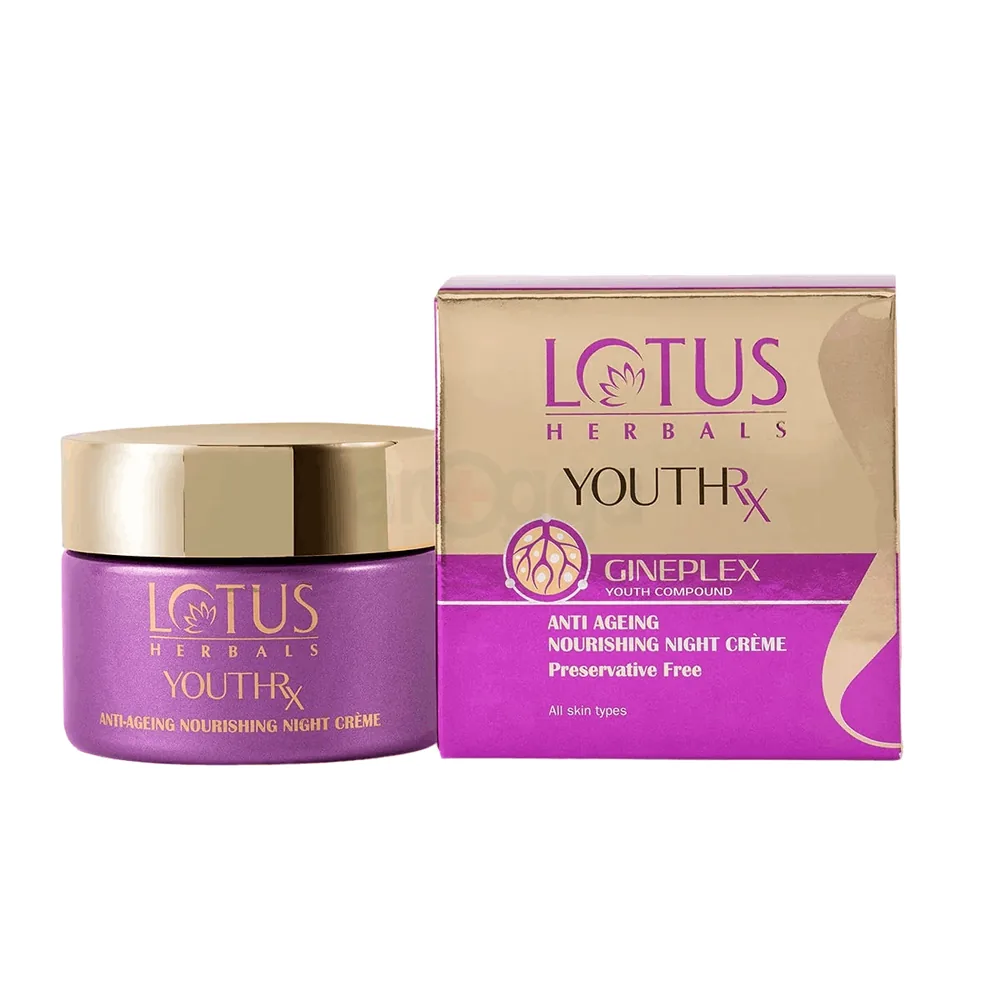 LOTUS
HERBALS
YOUTHRx
ANTI-AGEING NOURISHING NIGHT CRÈME
LOTUS
HERBALS
YOUTHRx
GINEPLEX
YOUTH COMPOUND
ANTI AGEING
NOURISHING NIGHT CRÈME
Preservative Free
All skin types